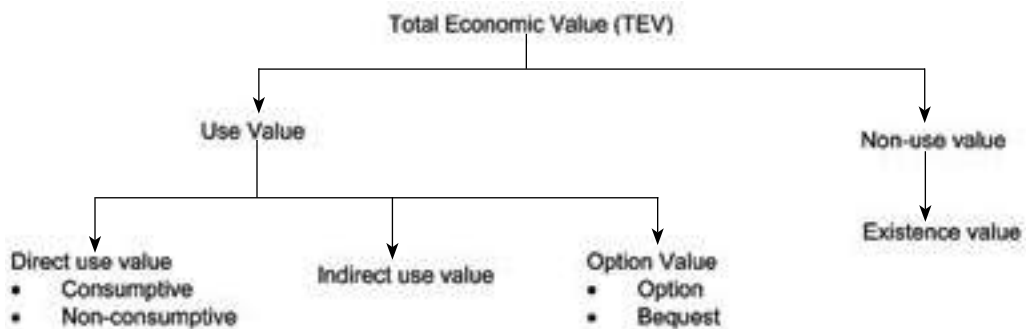 Total Economic Value (TEV)
Use Value
Non-use value
Existence value
Direct use value
• Consumptive
• Non-consumptive
Indirect use value
Option Value
• Option
• Bequest